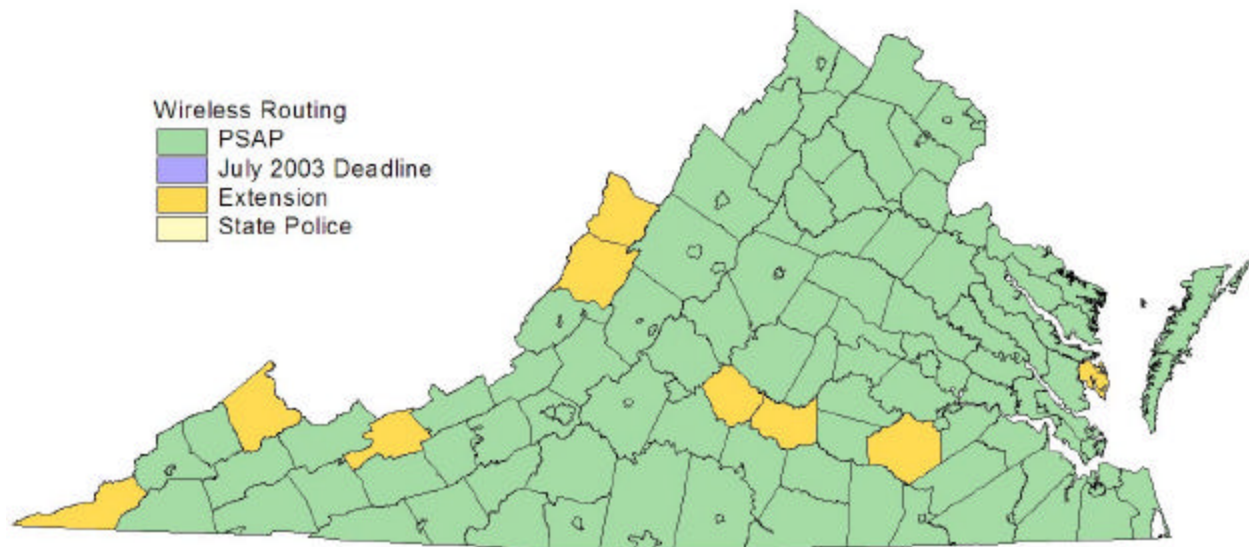 Wireless Routing
PSAP
July 2003 Deadline
Extension
State Police